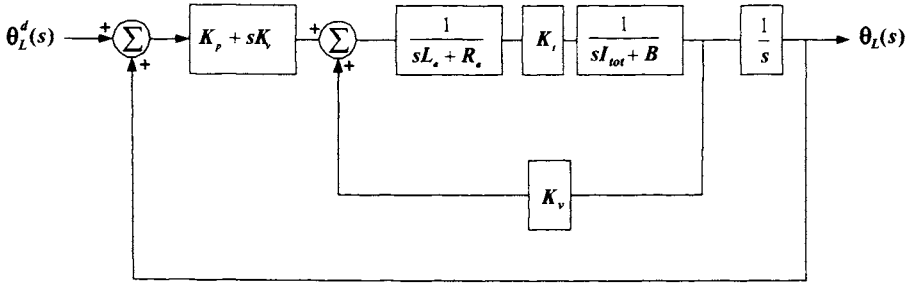 θ_L^d(s)
+
Σ
+
K_p + sK_v
+
Σ
+
1
sL_a + R_a
K_t
1
sI_tot + B
1
s
θ_L(s)
K_v